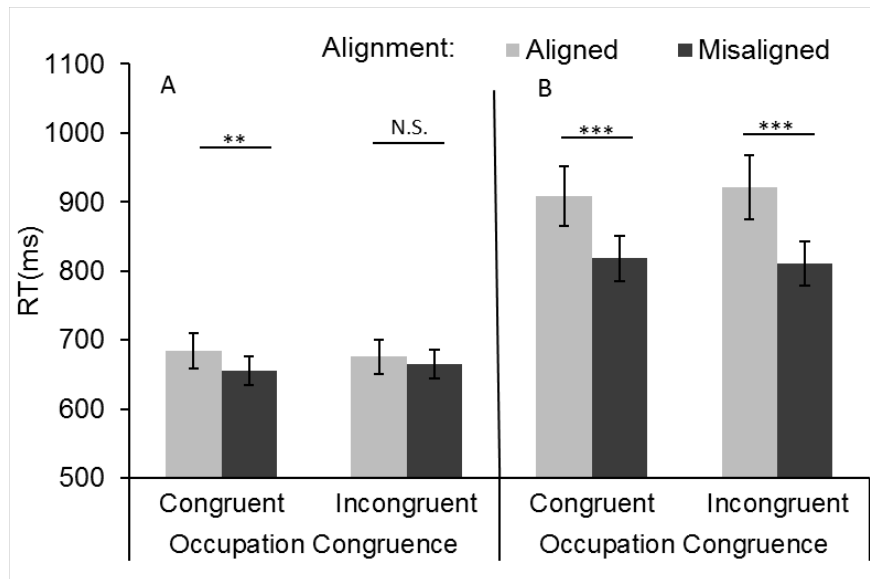 Alignment: Aligned Misaligned
1100
1000
900
800
700
600
500
RT(ms)
A
**
N.S.
B
***
***
Congruent Incongruent Congruent Incongruent
Occupation Congruence Occupation Congruence